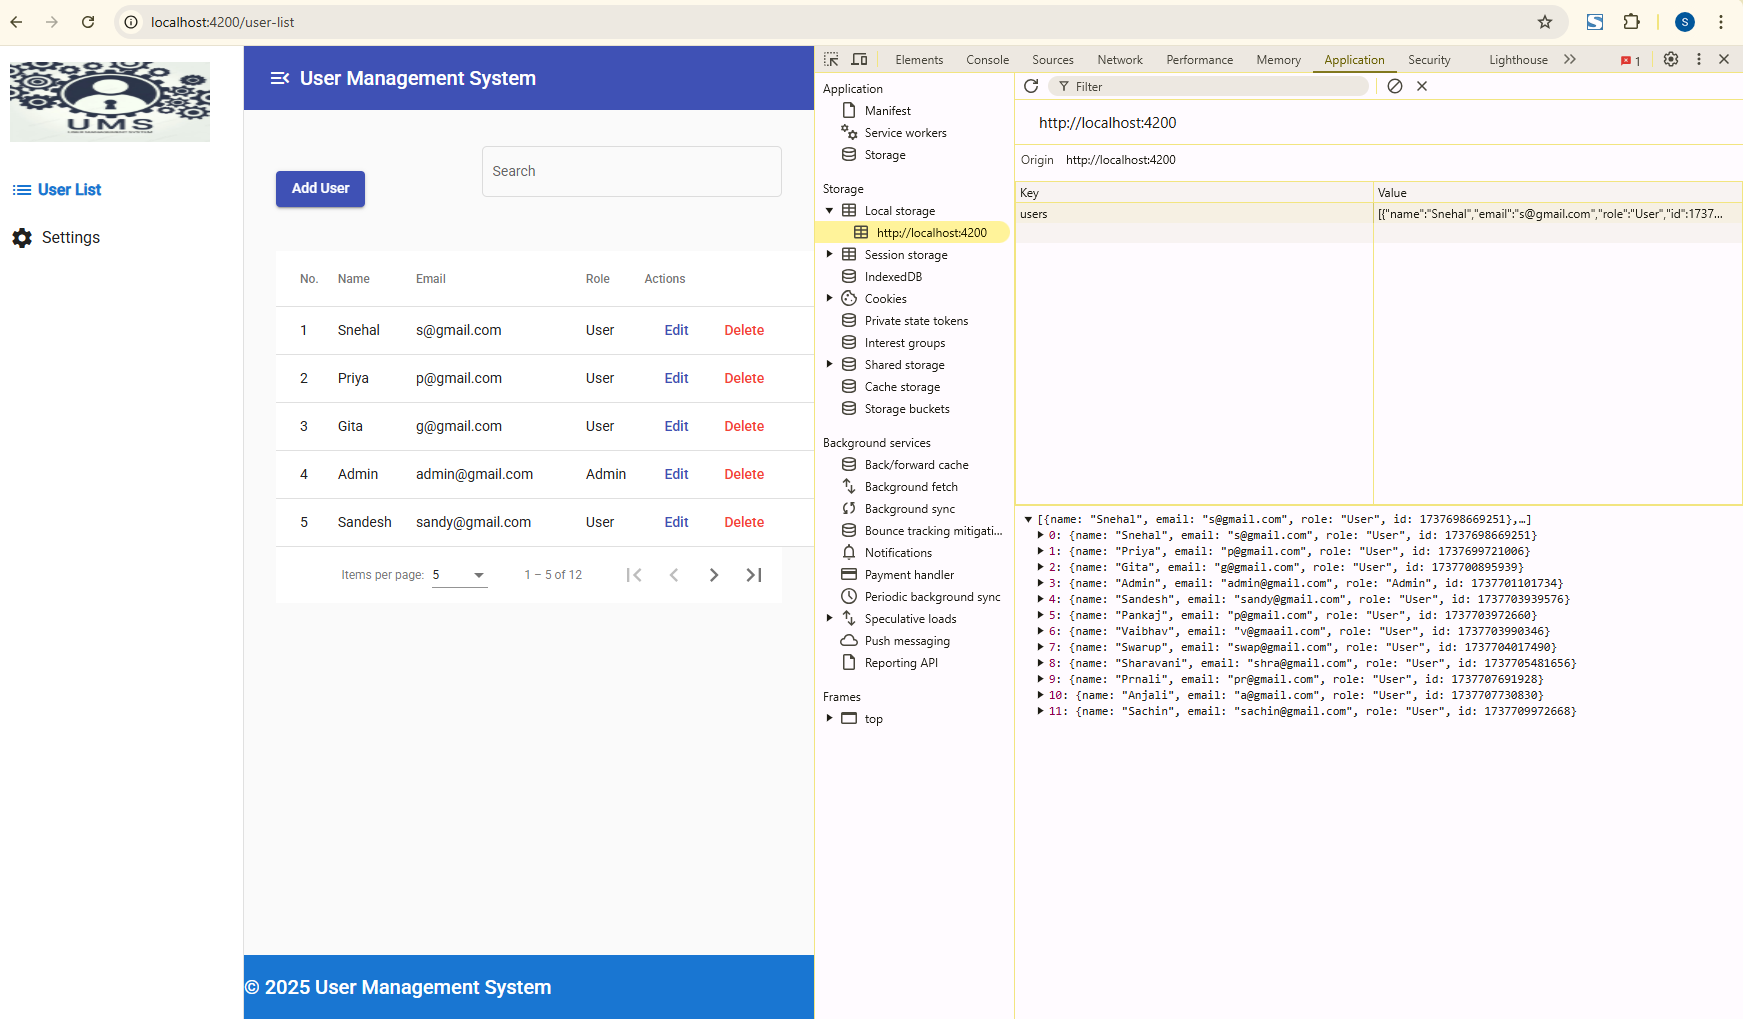 localhost:4200/user-list
S
S
UMS
User List
Settings
User Management System
Add User
Search
No. Name Email Role Actions
1 Snehal s@gmail.com User Edit Delete
2 Priya p@gmail.com User Edit Delete
3 Gita g@gmail.com User Edit Delete
4 Admin admin@gmail.com Admin Edit Delete
5 Sandesh sandy@gmail.com User Edit Delete
Items per page: 5 1 – 5 of 12
© 2025 User Management System
Elements Console Sources Network Performance Memory Application Security Lighthouse 1
Application
Manifest
Service workers
Storage
Storage
Local storage
http://localhost:4200
Session storage
IndexedDB
Cookies
Private state tokens
Interest groups
Shared storage
Cache storage
Storage buckets
Background services
Back/forward cache
Background fetch
Background sync
Bounce tracking mitigati...
Notifications
Payment handler
Periodic background sync
Speculative loads
Push messaging
Reporting API
Frames
top
Filter
http://localhost:4200
Origin http://localhost:4200
Key Value
users [{"name":"Snehal","email":"s@gmail.com","role":"User","id":1737...
[{name: "Snehal", email: "s@gmail.com", role: "User", id: 1737698669251},…]
0: {name: "Snehal", email: "s@gmail.com", role: "User", id: 1737698669251}
1: {name: "Priya", email: "p@gmail.com", role: "User", id: 1737699721006}
2: {name: "Gita", email: "g@gmail.com", role: "User", id: 1737700895939}
3: {name: "Admin", email: "admin@gmail.com", role: "Admin", id: 1737701101734}
4: {name: "Sandesh", email: "sandy@gmail.com", role: "User", id: 1737703939576}
5: {name: "Pankaj", email: "p@gmail.com", role: "User", id: 1737703972660}
6: {name: "Vaibhav", email: "v@gmaail.com", role: "User", id: 1737703990346}
7: {name: "Swarup", email: "swap@gmail.com", role: "User", id: 1737704017490}
8: {name: "Sharavani", email: "shra@gmail.com", role: "User", id: 1737705481656}
9: {name: "Prnali", email: "pr@gmail.com", role: "User", id: 1737707691928}
10: {name: "Anjali", email: "a@gmail.com", role: "User", id: 1737707730830}
11: {name: "Sachin", email: "sachin@gmail.com", role: "User", id: 1737709972668}